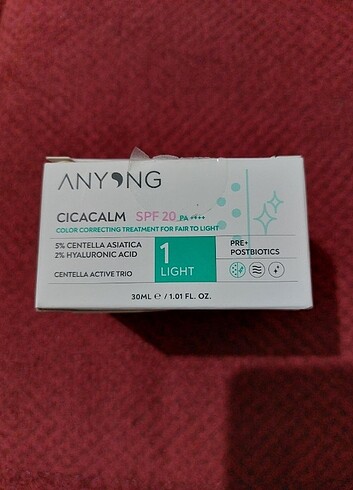 ANYONG
CICACALM SPF 20 PA ++++
COLOR CORRECTING TREATMENT FOR FAIR TO LIGHT
5% CENTELLA ASIATICA
2% HYALURONIC ACID
CENTELLA ACTIVE TRIO
1
LIGHT
PRE+
POSTBIOTICS
30ML ℮ / 1.01 FL. OZ.